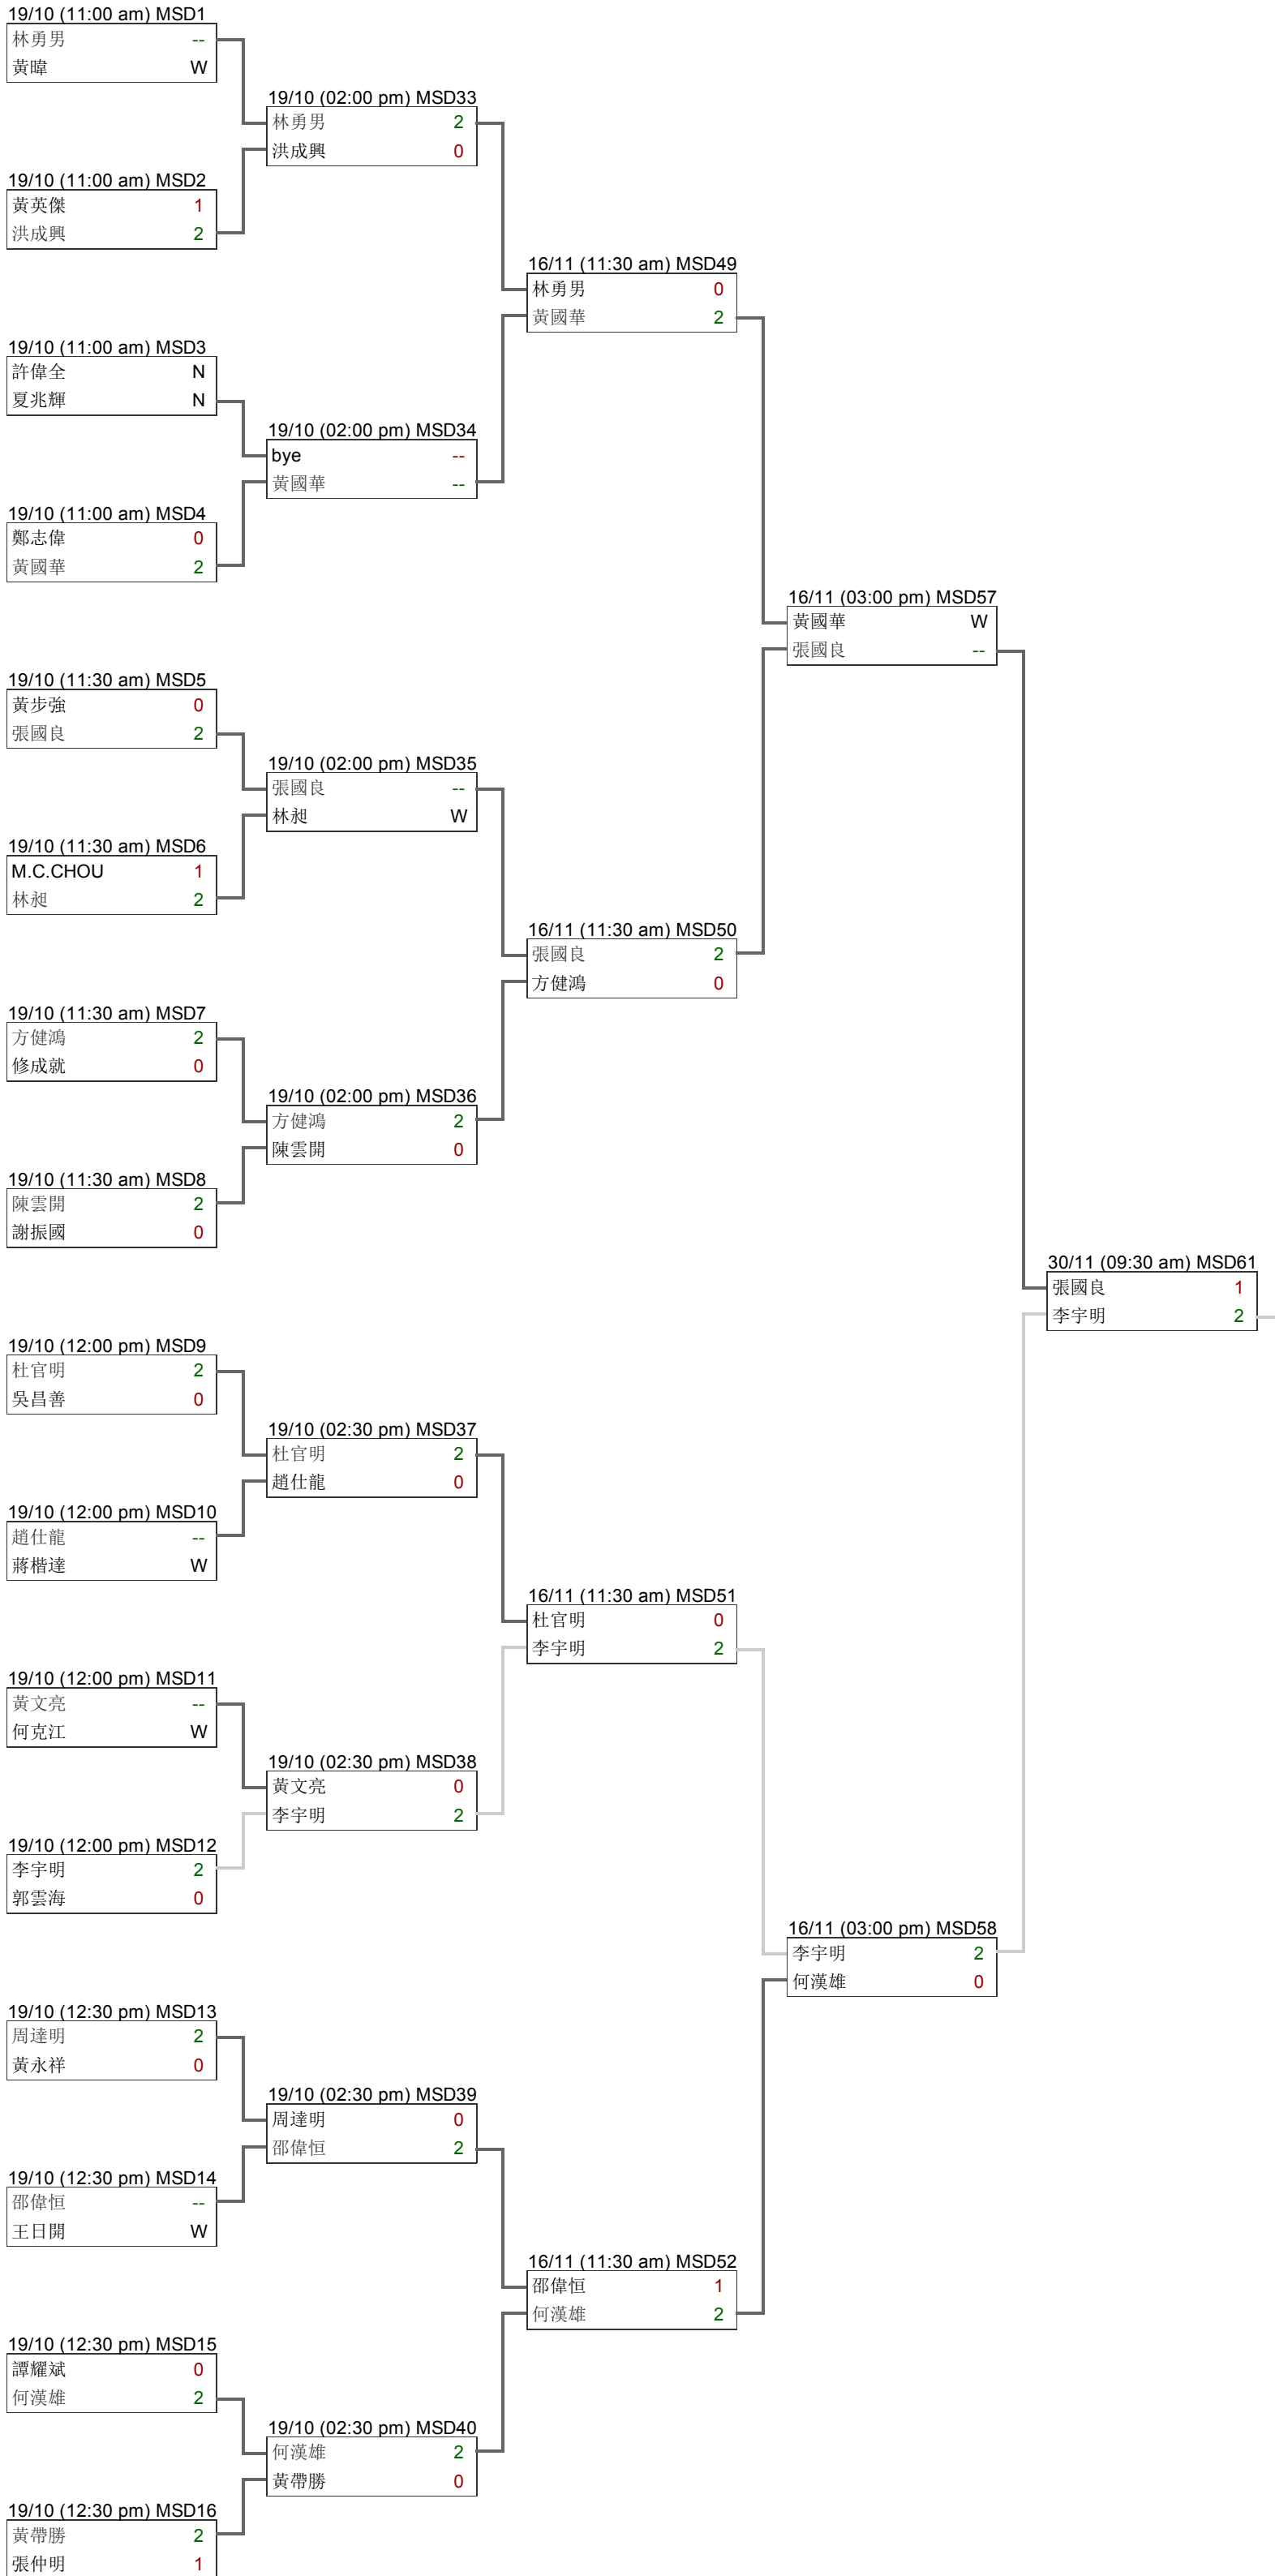 19/10 (11:00 am) MSD1
林勇男 --
黃暐 W
19/10 (02:00 pm) MSD33
林勇男 2
洪成興 0
19/10 (11:00 am) MSD2
黃英傑 1
洪成興 2
16/11 (11:30 am) MSD49
林勇男 0
黃國華 2
19/10 (11:00 am) MSD3
許偉全 N
夏兆輝 N
19/10 (02:00 pm) MSD34
bye --
黃國華 --
19/10 (11:00 am) MSD4
鄭志偉 0
黃國華 2
16/11 (03:00 pm) MSD57
黃國華 W
張國良 --
19/10 (11:30 am) MSD5
黃步強 0
張國良 2
19/10 (02:00 pm) MSD35
張國良 --
林昶 W
19/10 (11:30 am) MSD6
M.C.CHOU 1
林昶 2
16/11 (11:30 am) MSD50
張國良 2
方健鴻 0
19/10 (11:30 am) MSD7
方健鴻 2
修成就 0
19/10 (02:00 pm) MSD36
方健鴻 2
陳雲開 0
19/10 (11:30 am) MSD8
陳雲開 2
謝振國 0
30/11 (09:30 am) MSD61
張國良 1
李宇明 2
19/10 (12:00 pm) MSD9
杜官明 2
吳昌善 0
19/10 (02:30 pm) MSD37
杜官明 2
趙仕龍 0
19/10 (12:00 pm) MSD10
趙仕龍 --
蔣楷達 W
16/11 (11:30 am) MSD51
杜官明 0
李宇明 2
19/10 (12:00 pm) MSD11
黃文亮 --
何克江 W
19/10 (02:30 pm) MSD38
黃文亮 0
李宇明 2
19/10 (12:00 pm) MSD12
李宇明 2
郭雲海 0
16/11 (03:00 pm) MSD58
李宇明 2
何漢雄 0
19/10 (12:30 pm) MSD13
周達明 2
黃永祥 0
19/10 (02:30 pm) MSD39
周達明 0
邵偉恒 2
19/10 (12:30 pm) MSD14
邵偉恒 --
王日開 W
16/11 (11:30 am) MSD52
邵偉恒 1
何漢雄 2
19/10 (12:30 pm) MSD15
譚耀斌 0
何漢雄 2
19/10 (02:30 pm) MSD40
何漢雄 2
黃帶勝 0
19/10 (12:30 pm) MSD16
黃帶勝 2
張仲明 1